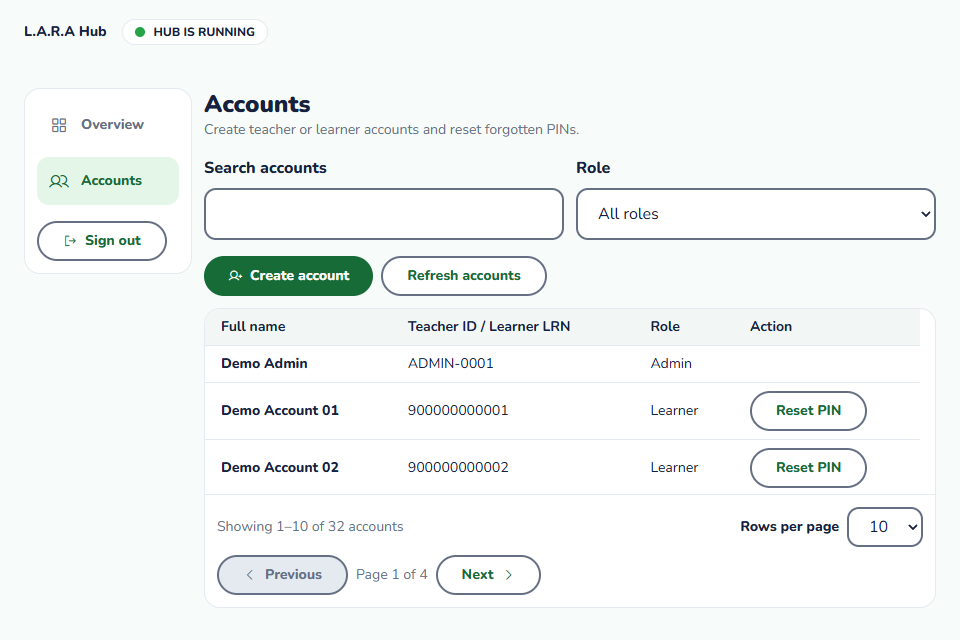 L.A.R.A Hub
HUB IS RUNNING
Overview
Accounts
Sign out
Accounts
Create teacher or learner accounts and reset forgotten PINs.
Search accounts
Role
All roles
Create account
Refresh accounts
Full name Teacher ID / Learner LRN Role Action
Demo Admin ADMIN-0001 Admin
Demo Account 01 900000000001 Learner Reset PIN
Demo Account 02 900000000002 Learner Reset PIN
Showing 1–10 of 32 accounts
Rows per page 10
Previous Page 1 of 4 Next